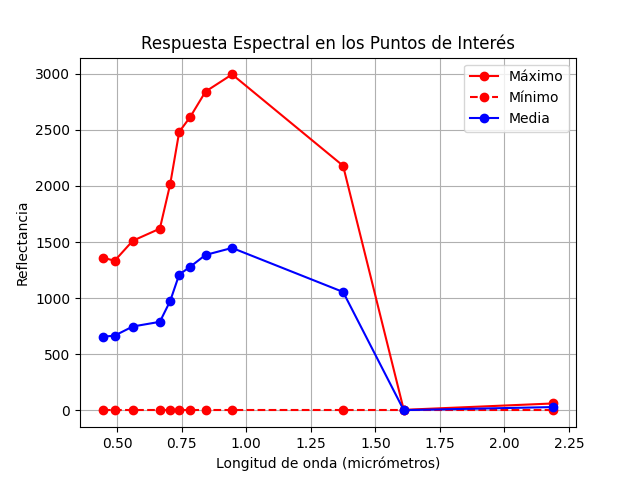 Respuesta Espectral en los Puntos de Interés
Máximo
Mínimo
Media
Reflectancia
3000
2500
2000
1500
1000
500
0
0.50 0.75 1.00 1.25 1.50 1.75 2.00 2.25
Longitud de onda (micrómetros)